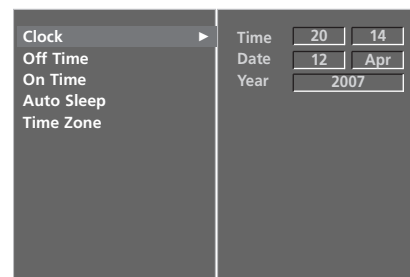 Clock ►
Off Time
On Time
Auto Sleep
Time Zone
Time 20 14
Date 12 Apr
Year 2007